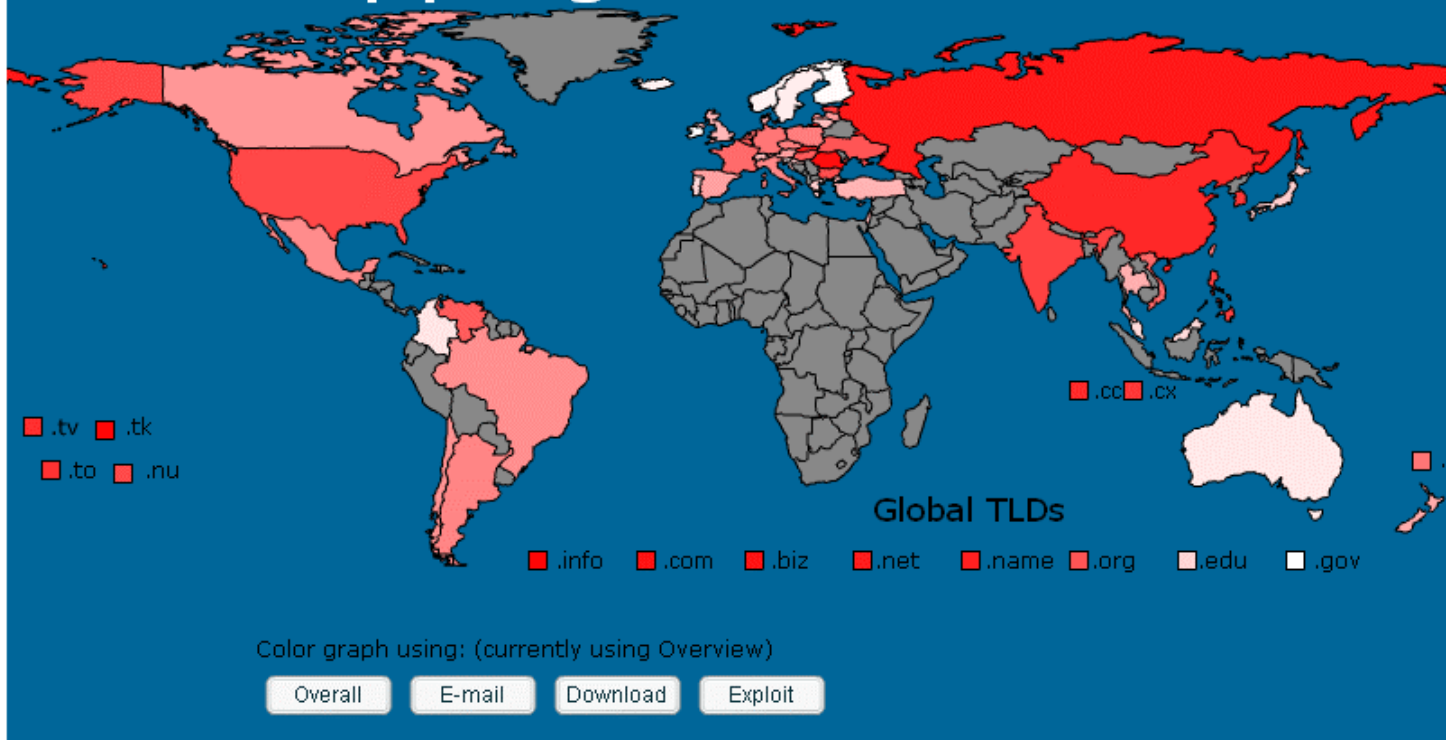 .cc .cx
.tv .tk
.to .nu
Global TLDs
.info .com .biz .net .name .org .edu .gov
Color graph using: (currently using Overview)
Overall E-mail Download Exploit